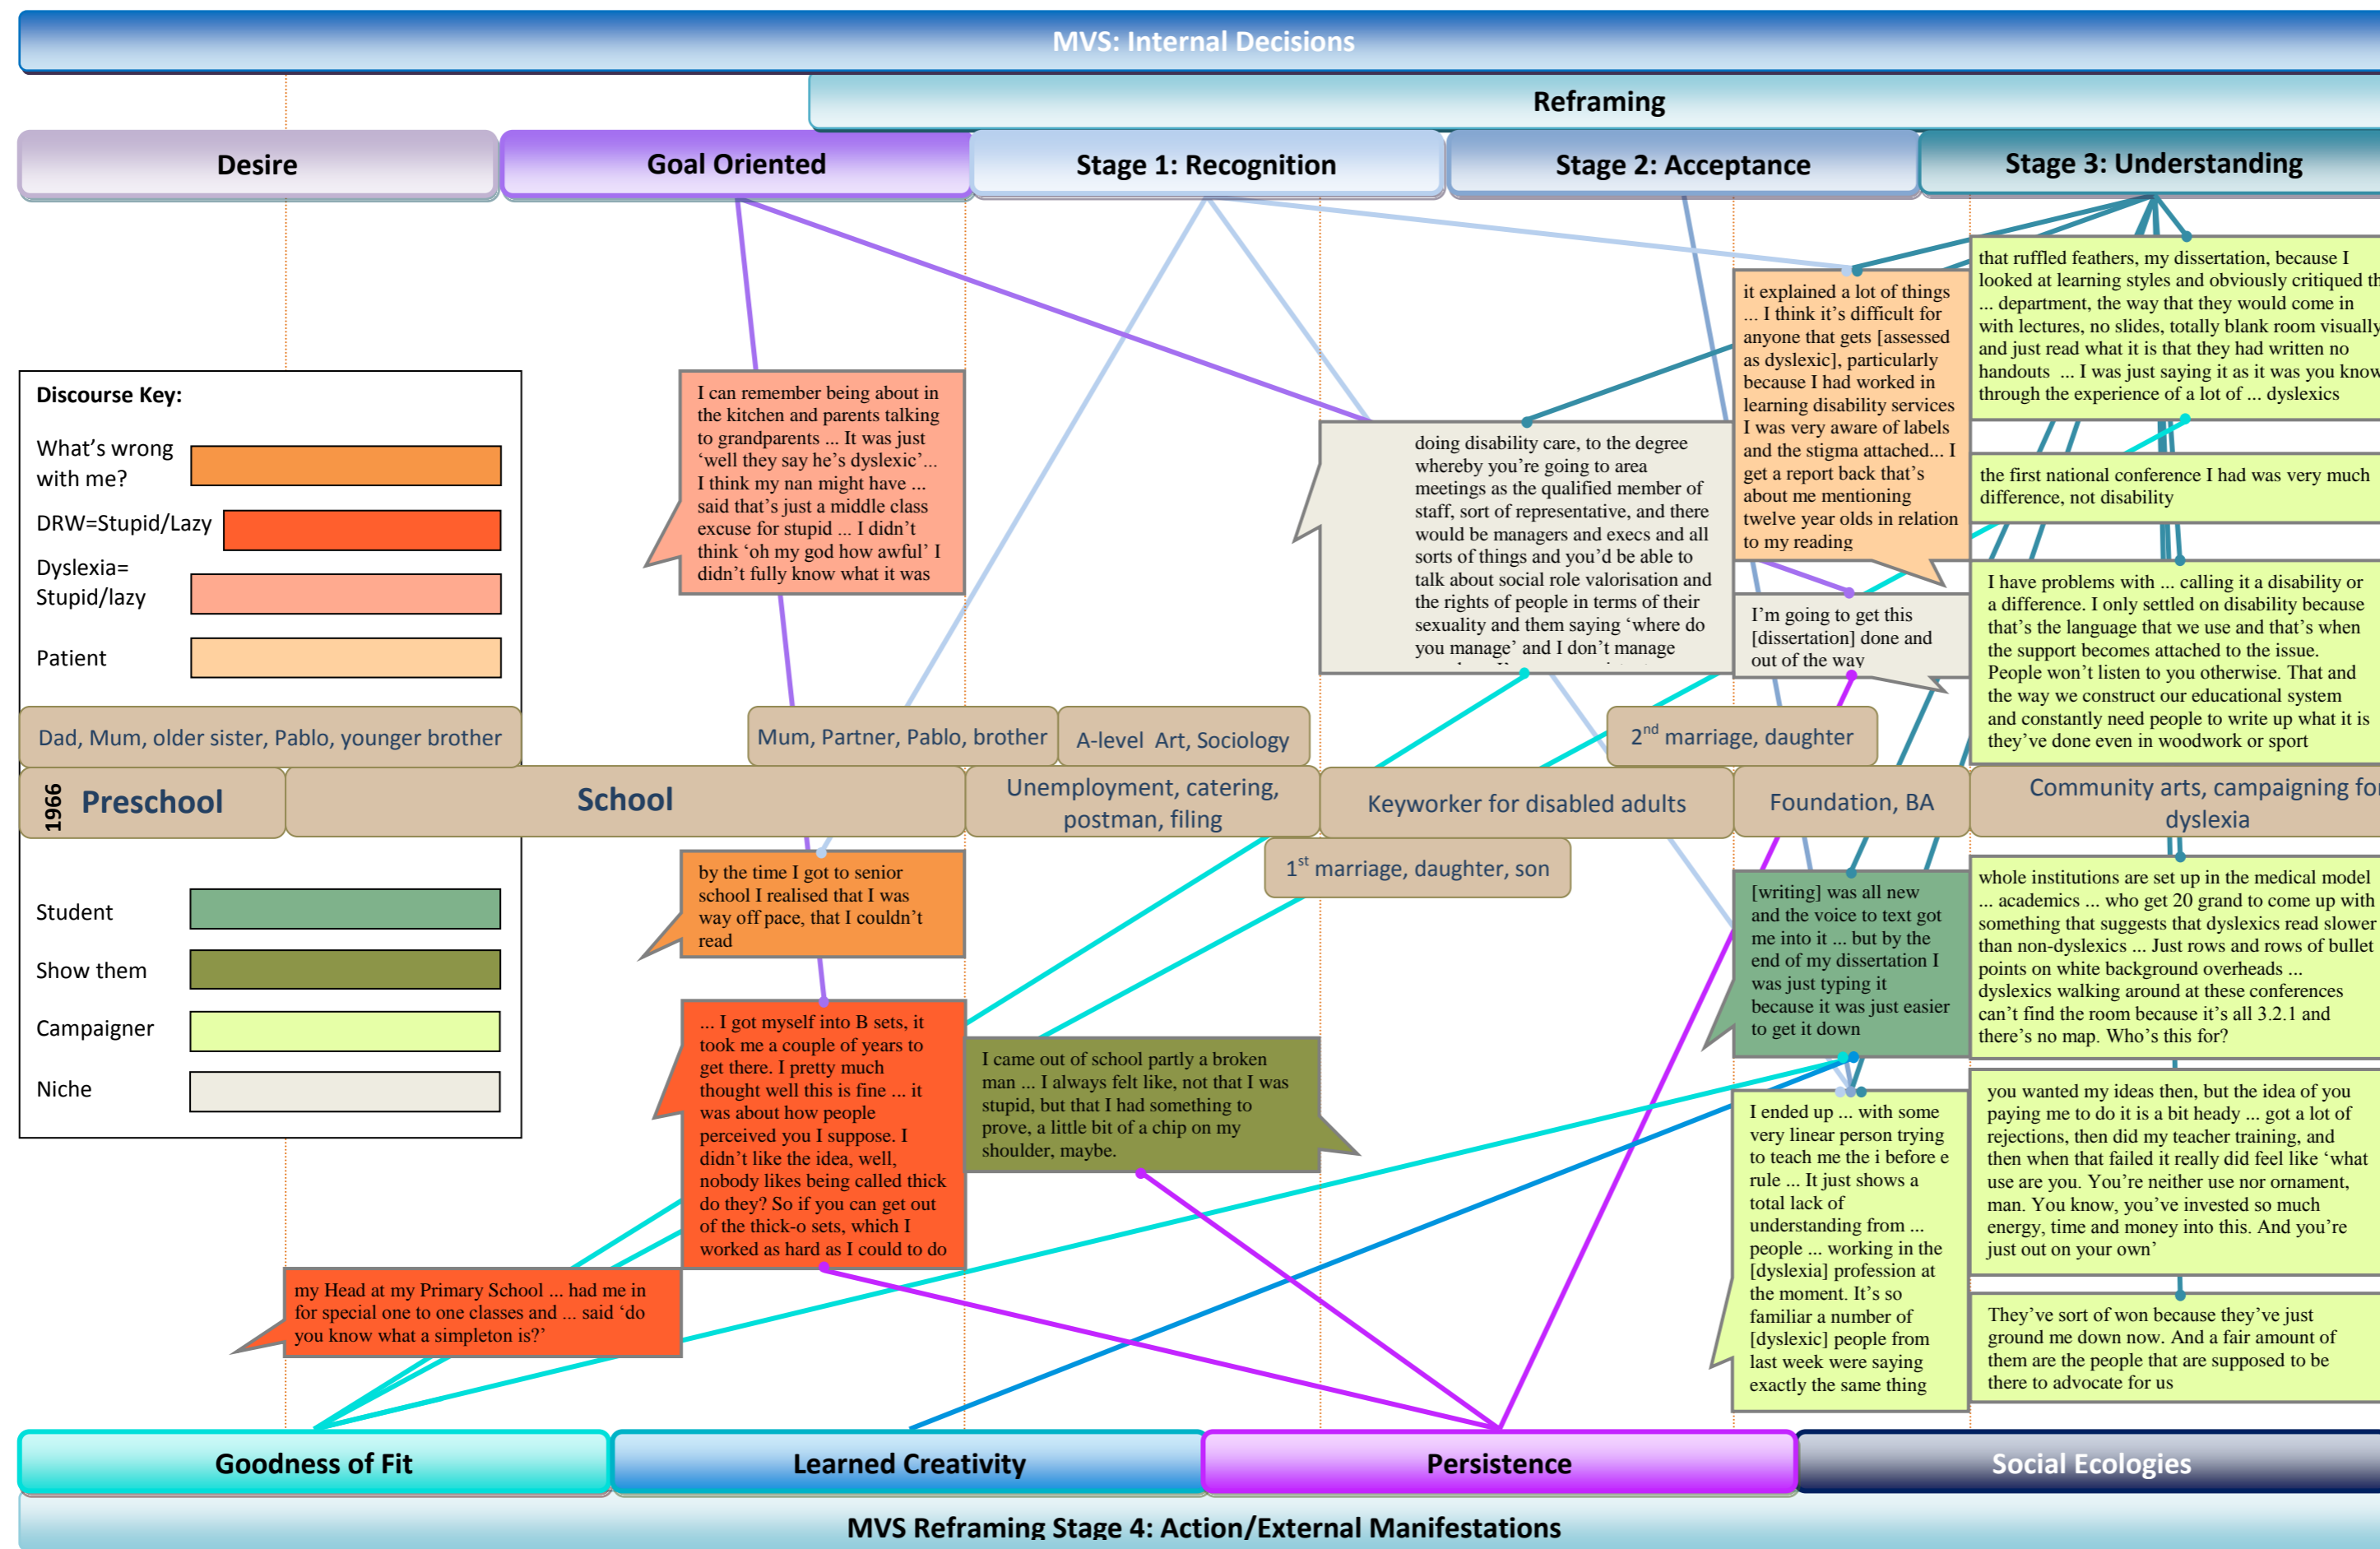 MVS: Internal Decisions
Reframing
Desire
Goal Oriented
Stage 1: Recognition
Stage 2: Acceptance
Stage 3: Understanding
that ruffled feathers, my dissertation, because I
looked at learning styles and obviously critiqued
... department, the way that they would come in
with lectures, no slides, totally blank room visually
and just read what it is that they had written no
handouts ... I was just saying it as it was you know
through the experience of a lot of ... dyslexics
it explained a lot of things
... I think it’s difficult for
anyone that gets [assessed
as dyslexic], particularly
because I had worked in
learning disability services
I was very aware of labels
and the stigma attached... I
get a report back that’s
about me mentioning
twelve year olds in relation
to my reading
Discourse Key:
What’s wrong
with me?
DRW=Stupid/Lazy
Dyslexia=
Stupid/lazy
Patient
I can remember being about in
the kitchen and parents talking
to grandparents ... It was just
‘well they say he’s dyslexic’...
I think my nan might have ...
said that’s just a middle class
excuse for stupid ... I didn’t
think ‘oh my god how awful’ I
didn’t fully know what it was
doing disability care, to the degree
whereby you’re going to area
meetings as the qualified member of
staff, sort of representative, and there
would be managers and execs and all
sorts of things and you’d be able to
talk about social role valorisation and
the rights of people in terms of their
sexuality and them saying ‘where do
you manage’ and I don’t manage
the first national conference I had was very much
difference, not disability
I’m going to get this
[dissertation] done and
out of the way
I have problems with ... calling it a disability or
a difference. I only settled on disability because
that’s the language that we use and that’s when
the support becomes attached to the issue.
People won’t listen to you otherwise. That and
the way we construct our educational system
and constantly need people to write up what it is
they’ve done even in woodwork or sport
Dad, Mum, older sister, Pablo, younger brother
Mum, Partner, Pablo, brother
A-level Art, Sociology
2nd marriage, daughter
1966
Preschool
School
Unemployment, catering,
postman, filing
Keyworker for disabled adults
Foundation, BA
Community arts, campaigning for
dyslexia
1st marriage, daughter, son
Student
Show them
Campaigner
Niche
by the time I got to senior
school I realised that I was
way off pace, that I couldn’t
read
... I got myself into B sets, it
took me a couple of years to
get there. I pretty much
thought well this is fine ... it
was about how people
perceived you I suppose. I
didn’t like the idea, well,
nobody likes being called thick
do they? So if you can get out
of the thick-o sets, which I
worked as hard as I could to do
I came out of school partly a broken
man ... I always felt like, not that I was
stupid, but that I had something to
prove, a little bit of a chip on my
shoulder, maybe.
[writing] was all new
and the voice to text got
me into it ... but by the
end of my dissertation I
was just typing it
because it was just easier
to get it down
whole institutions are set up in the medical model
... academics ... who get 20 grand to come up with
something that suggests that dyslexics read slower
than non-dyslexics ... Just rows and rows of bullet
points on white background overheads ...
dyslexics walking around at these conferences
can’t find the room because it’s all 3.2.1 and
there’s no map. Who’s this for?
I ended up ... with some
very linear person trying
to teach me the i before e
rule ... It just shows a
total lack of
understanding from ...
people ... working in the
[dyslexia] profession at
the moment. It’s so
familiar a number of
[dyslexic] people from
last week were saying
exactly the same thing
you wanted my ideas then, but the idea of you
paying me to do it is a bit heady ... got a lot of
rejections, then did my teacher training, and
then when that failed it really did feel like ‘what
use are you. You’re neither use nor ornament,
man. You know, you’ve invested so much
energy, time and money into this. And you’re
just out on your own’
my Head at my Primary School ... had me in
for special one to one classes and ... said ‘do
you know what a simpleton is?’
They’ve sort of won because they’ve just
ground me down now. And a fair amount of
them are the people that are supposed to be
there to advocate for us
Goodness of Fit
Learned Creativity
Persistence
Social Ecologies
MVS Reframing Stage 4: Action/External Manifestations